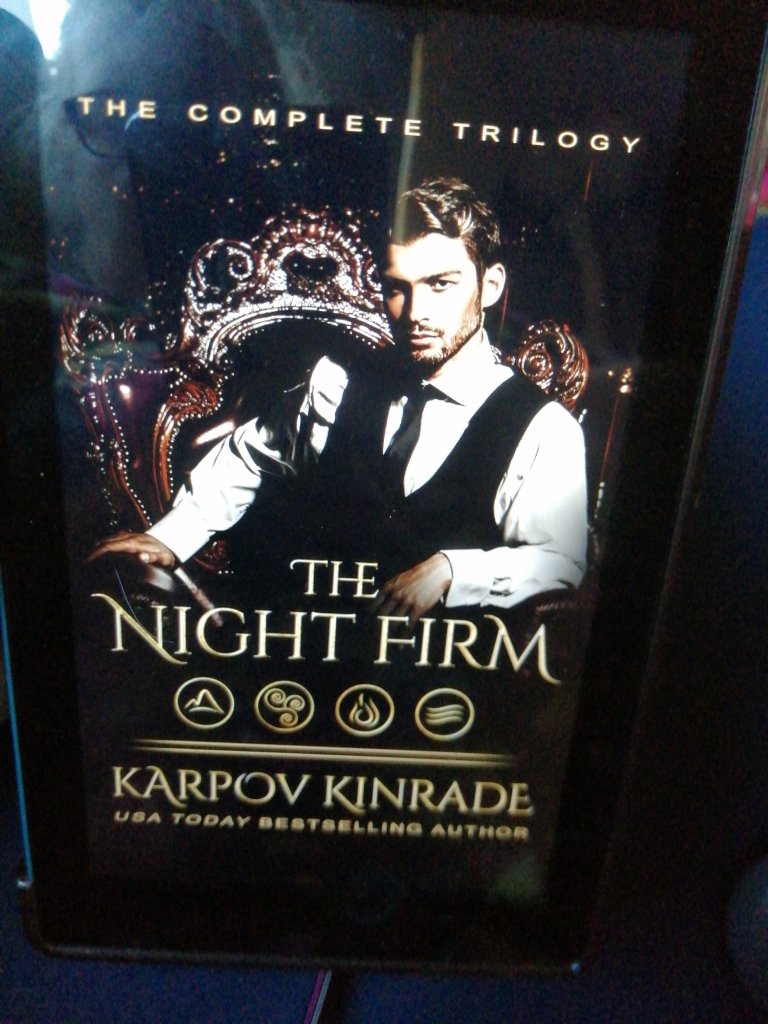 THE COMPLETE TRILOGY
THE
NIGHT FIRM
KARPOV KINRADE
USA TODAY BESTSELLING AUTHOR